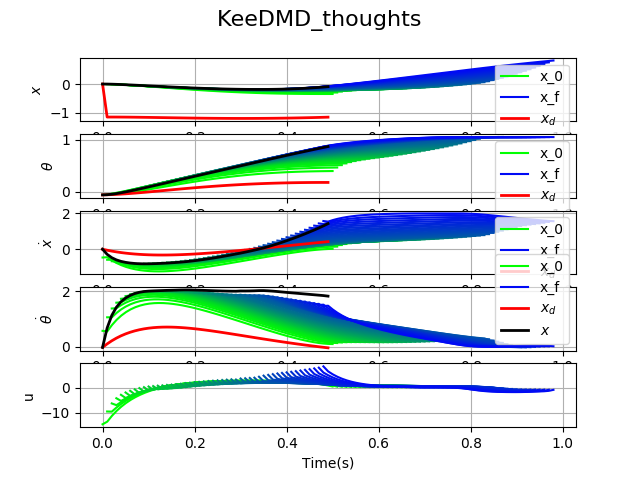 KeeDMD_thoughts
x
0
−1
x_0
x_f
x_d
θ
1
0
x_0
x_f
x_d
ẋ
2
0
x_0
x_f
θ̇
2
0
x_0
x_f
x_d
x
u
0
−10
0.0 0.2 0.4 0.6 0.8 1.0
Time(s)